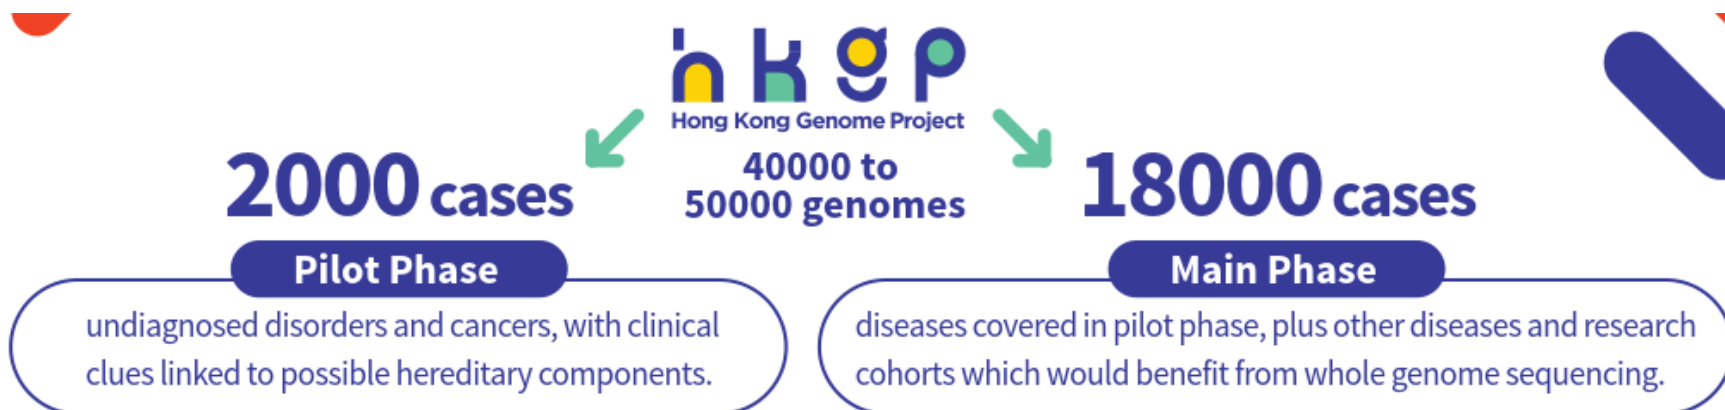 hkgp
Hong Kong Genome Project
40000 to
50000 genomes
2000 cases
Pilot Phase
undiagnosed disorders and cancers, with clinical
clues linked to possible hereditary components.
18000 cases
Main Phase
diseases covered in pilot phase, plus other diseases and research
cohorts which would benefit from whole genome sequencing.